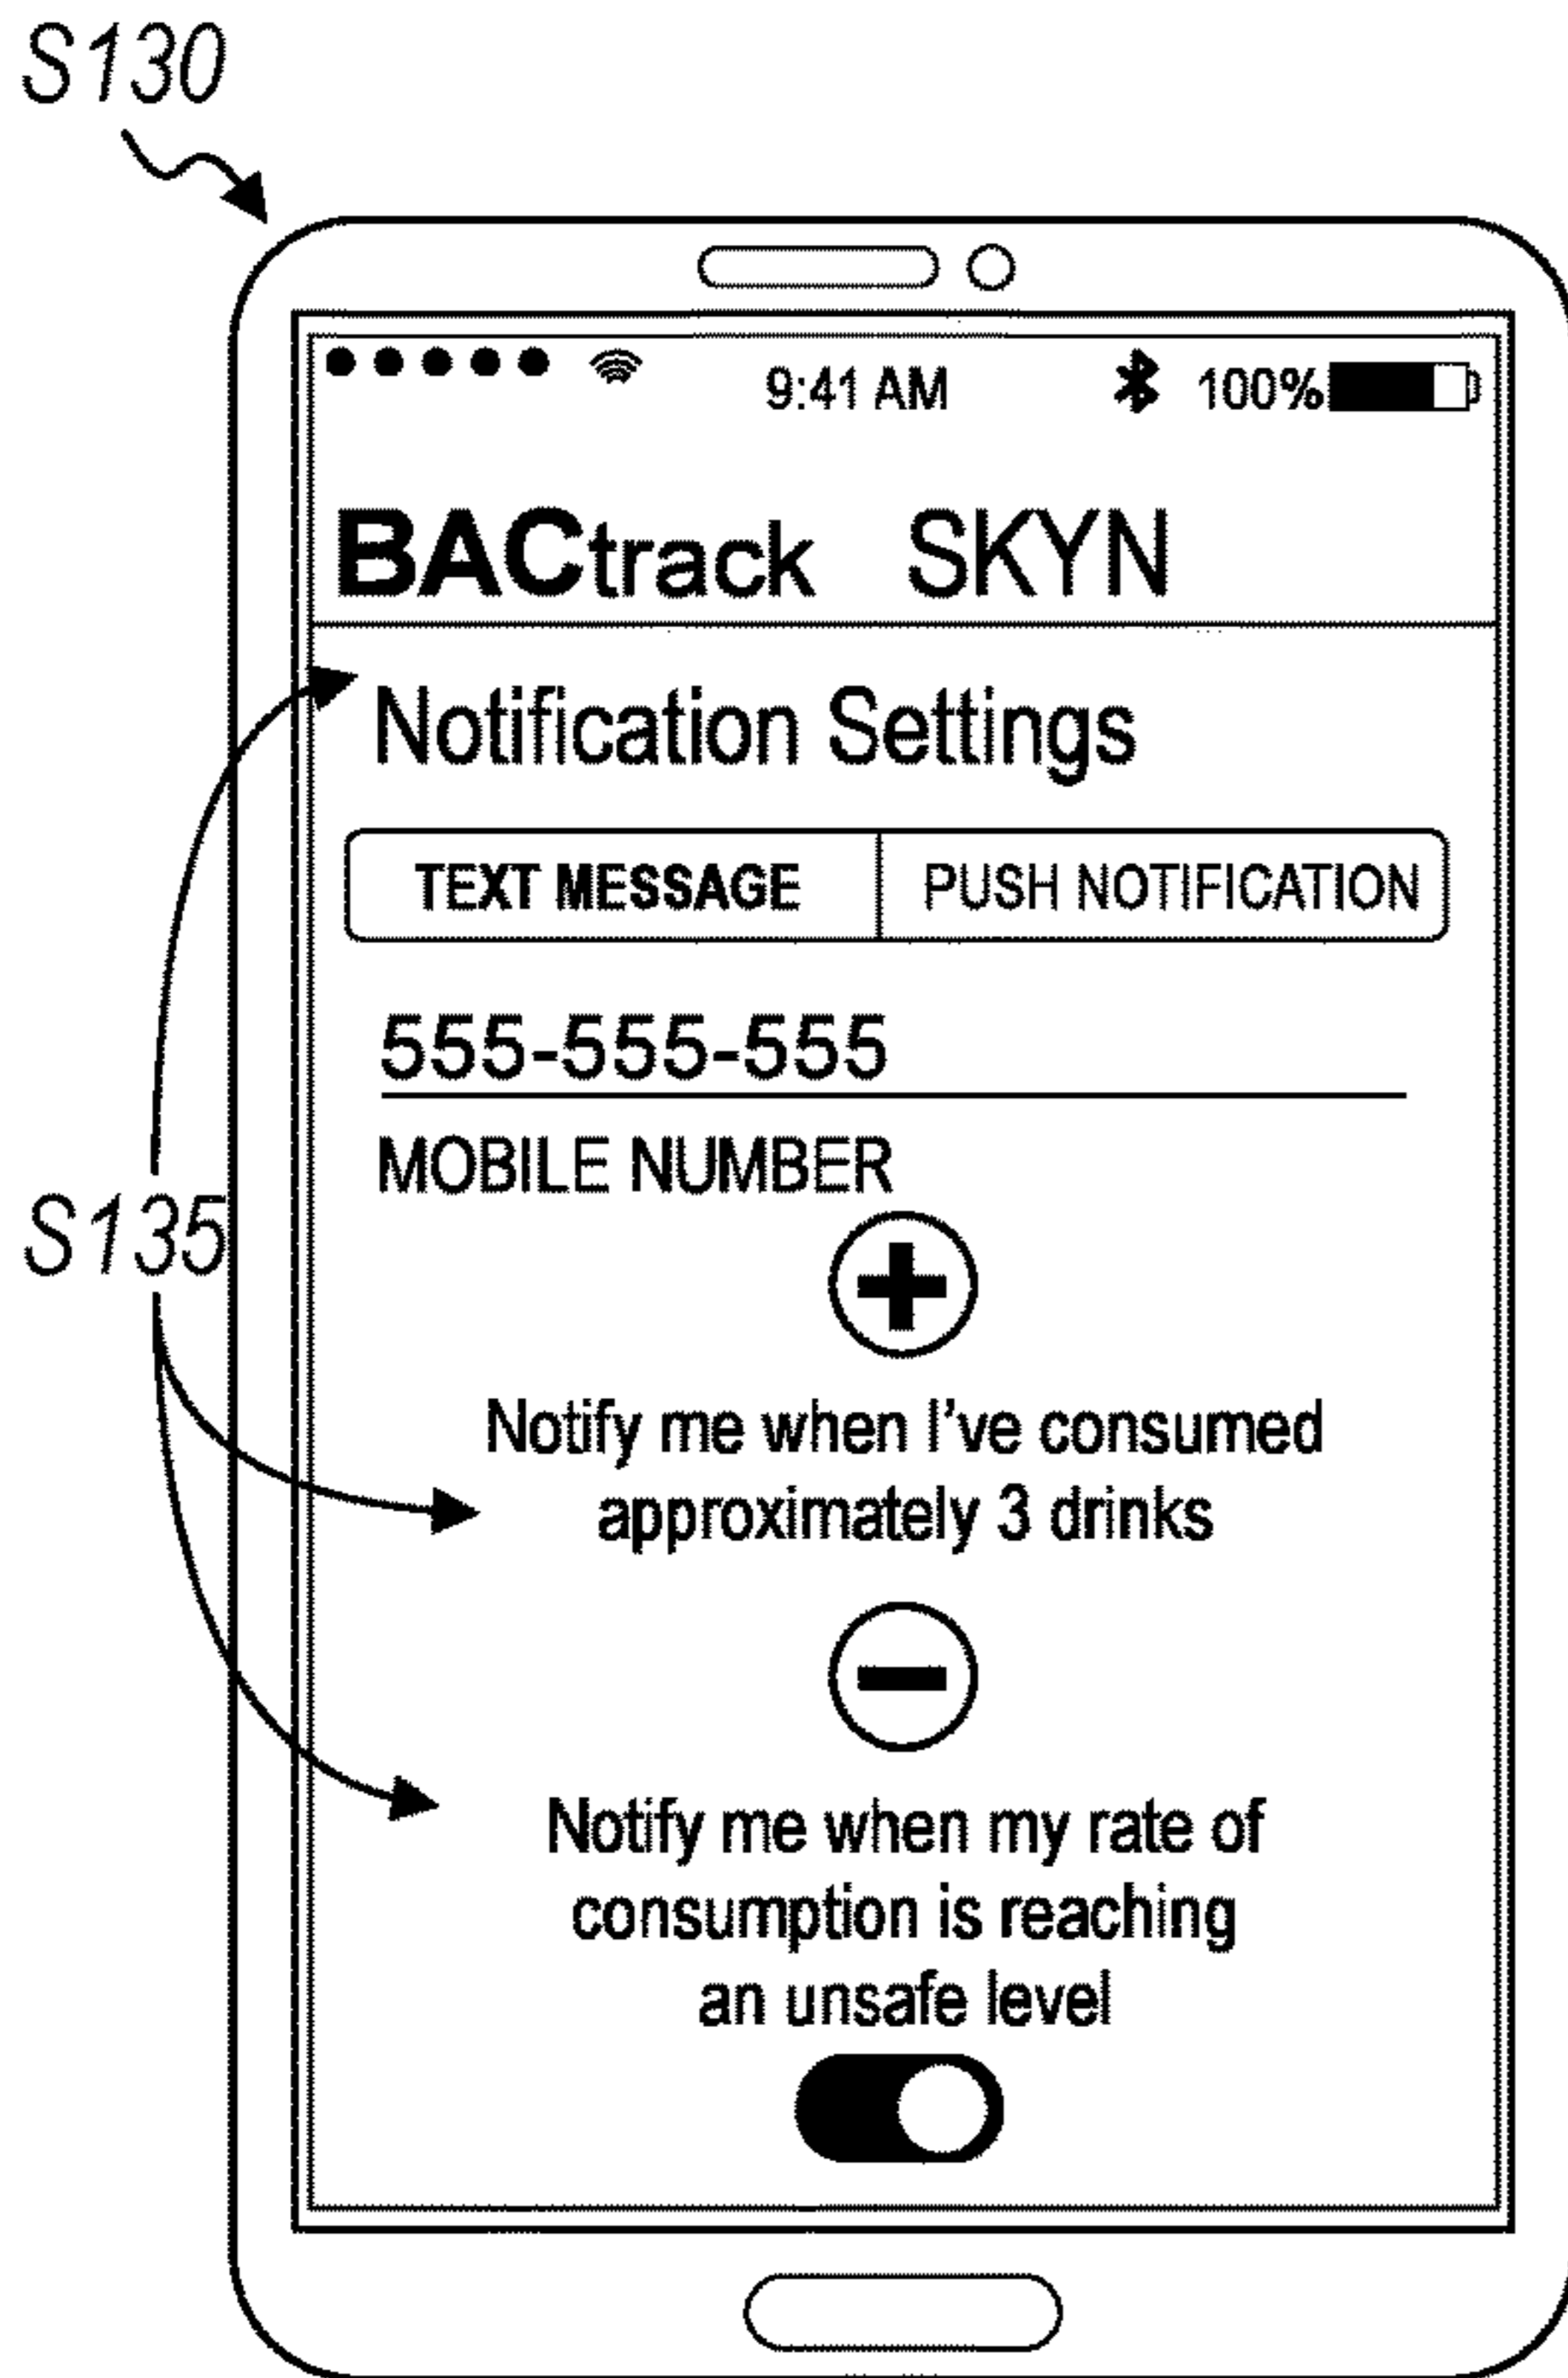 S130
9:41 AM 100%
BACtrack SKYN
Notification Settings
TEXT MESSAGE PUSH NOTIFICATION
555-555-555
MOBILE NUMBER
S135
Notify me when I've consumed
approximately 3 drinks
Notify me when my rate of
consumption is reaching
an unsafe level